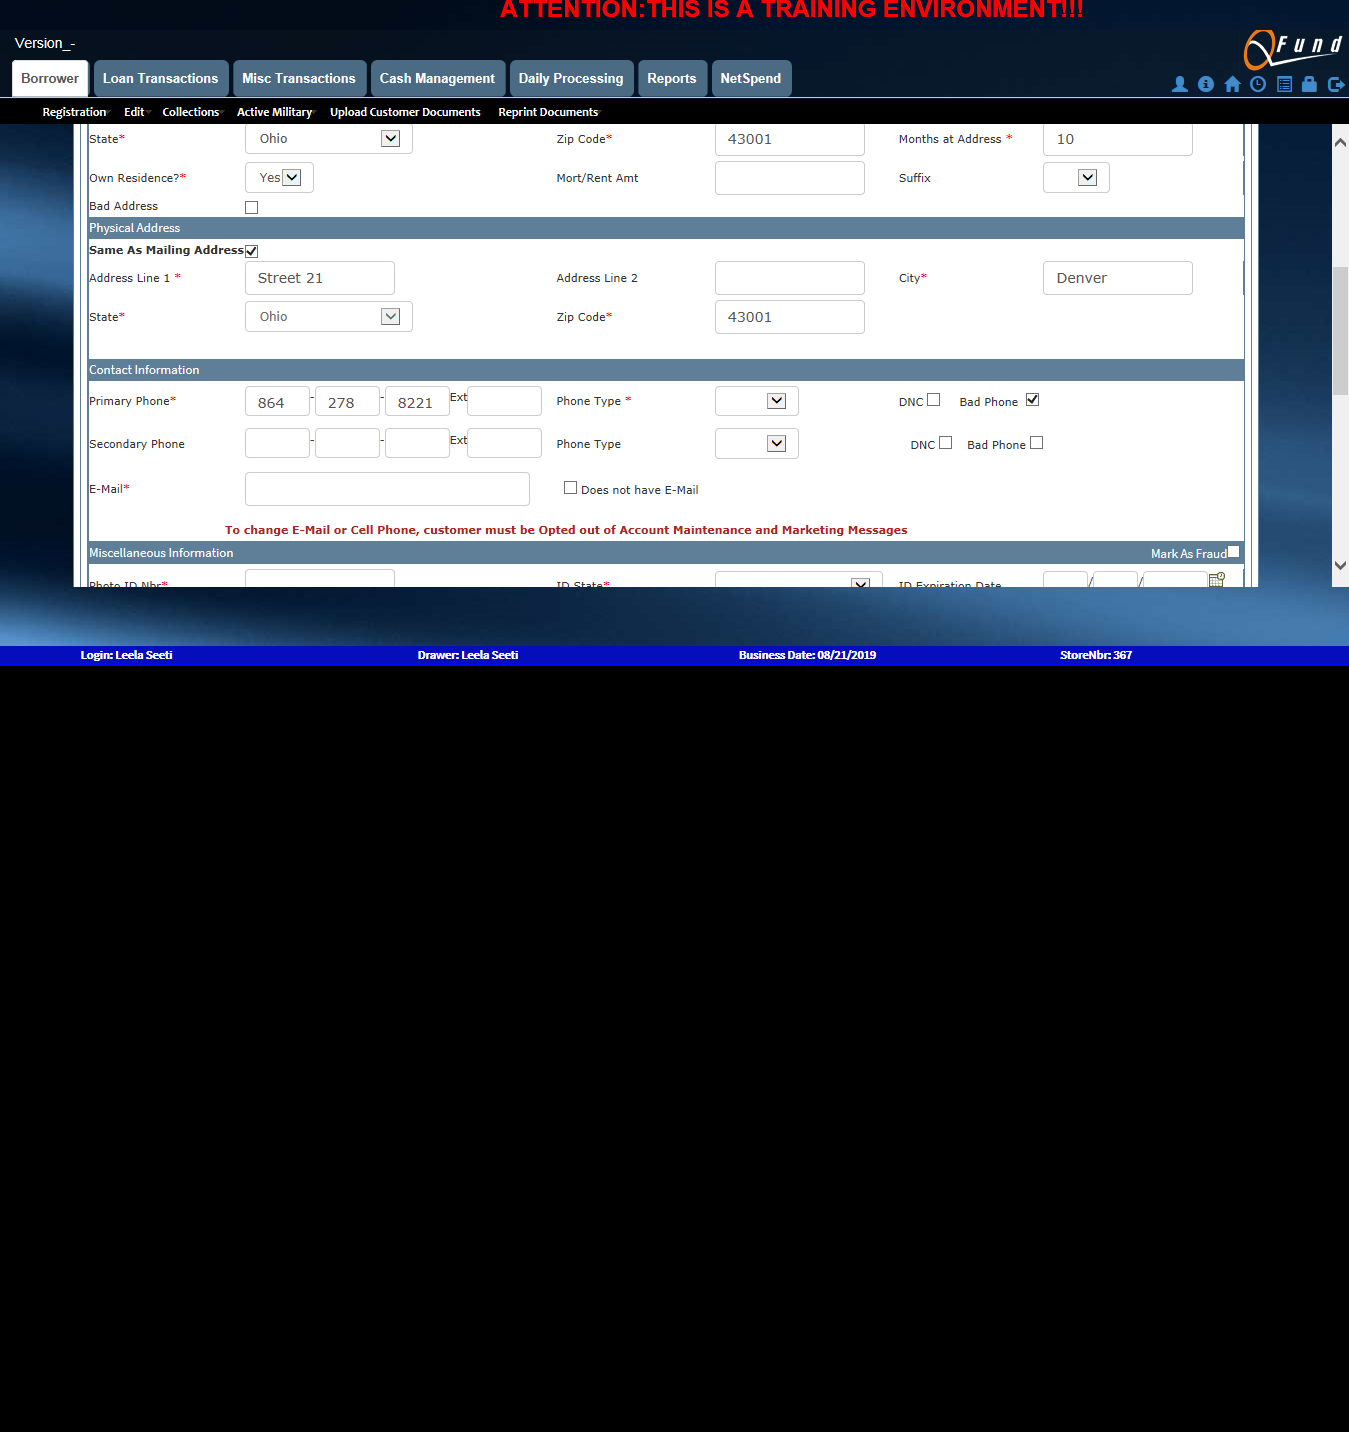 ATTENTION:THIS IS A TRAINING ENVIRONMENT!!!
Version_-
Fund
Borrower Loan Transactions Misc Transactions Cash Management Daily Processing Reports NetSpend
Registration Edit Collections Active Military Upload Customer Documents Reprint Documents
State* Ohio Zip Code* 43001 Months at Address * 10
Own Residence?* Yes Mort/Rent Amt Suffix
Bad Address
Physical Address
Same As Mailing Address
Address Line 1 * Street 21 Address Line 2 City* Denver
State* Ohio Zip Code* 43001
Contact Information
Primary Phone* 864 - 278 - 8221 Ext Phone Type * DNC Bad Phone
Secondary Phone - - Ext Phone Type DNC Bad Phone
E-Mail* Does not have E-Mail
To change E-Mail or Cell Phone, customer must be Opted out of Account Maintenance and Marketing Messages
Miscellaneous Information Mark As Fraud
Photo ID Nbr* ID State* ID Expiration Date / /
Login: Leela Seeti Drawer: Leela Seeti Business Date: 08/21/2019 StoreNbr: 367